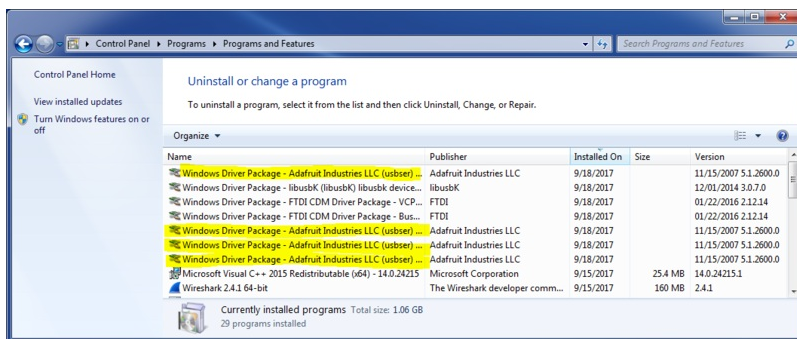 Control Panel ▸ Programs ▸ Programs and Features
Search Programs and Features
Control Panel Home
View installed updates
Turn Windows features on or
off
Uninstall or change a program
To uninstall a program, select it from the list and then click Uninstall, Change, or Repair.
Organize
Name Publisher Installed On Size Version
Windows Driver Package - Adafruit Industries LLC (usbser) ... Adafruit Industries LLC 9/18/2017 11/15/2007 5.1.2600.0
Windows Driver Package - libusbK (libusbK) libusbk device... libusbK 9/18/2017 12/01/2014 3.0.7.0
Windows Driver Package - FTDI CDM Driver Package - VCP... FTDI 9/18/2017 01/22/2016 2.12.14
Windows Driver Package - FTDI CDM Driver Package - Bus... FTDI 9/18/2017 01/22/2016 2.12.14
Windows Driver Package - Adafruit Industries LLC (usbser) ... Adafruit Industries LLC 9/18/2017 11/15/2007 5.1.2600.0
Windows Driver Package - Adafruit Industries LLC (usbser) ... Adafruit Industries LLC 9/18/2017 11/15/2007 5.1.2600.0
Windows Driver Package - Adafruit Industries LLC (usbser) ... Adafruit Industries LLC 9/18/2017 11/15/2007 5.1.2600.0
Microsoft Visual C++ 2015 Redistributable (x64) - 14.0.24215 Microsoft Corporation 9/15/2017 25.4 MB 14.0.24215.1
Wireshark 2.4.1 64-bit The Wireshark developer comm... 9/15/2017 160 MB 2.4.1
Currently installed programs Total size: 1.06 GB
29 programs installed